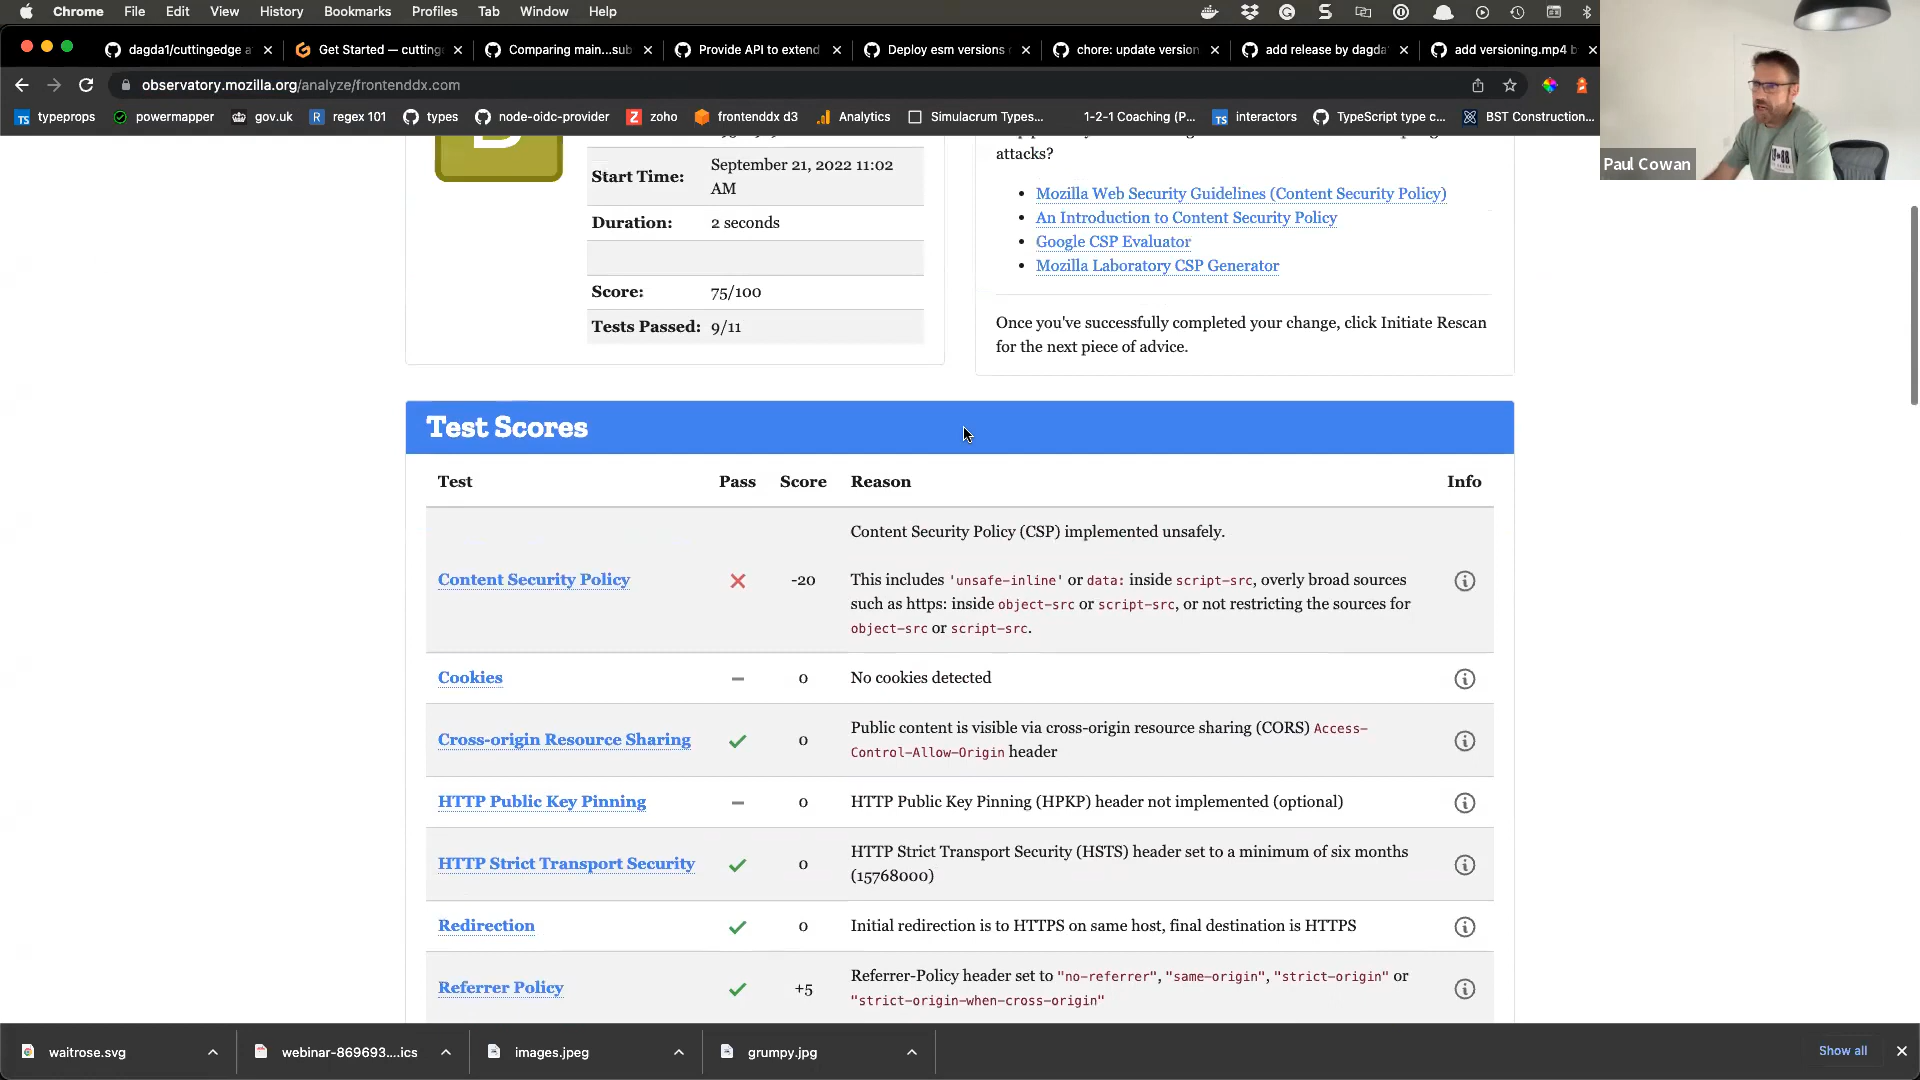 Chrome File Edit View History Bookmarks Profiles Tab Window Help
dagda1/cuttingedge a
Get Started — cutting
Comparing main...sub
Provide API to extend
Deploy esm versions
chore: update version
add release by dagda
add versioning.mp4 b
observatory.mozilla.org/analyze/frontenddx.com
TS typeprops
powermapper
gov.uk
R regex 101
types
node-oidc-provider
Z zoho
frontenddx d3
Analytics
Simulacrum Types...
1-2-1 Coaching (P...
TS interactors
TypeScript type c...
BST Construction...
Paul Cowan
attacks?
Start Time: September 21, 2022 11:02
AM
Duration: 2 seconds
Score: 75/100
Tests Passed: 9/11
Mozilla Web Security Guidelines (Content Security Policy)
An Introduction to Content Security Policy
Google CSP Evaluator
Mozilla Laboratory CSP Generator
Once you've successfully completed your change, click Initiate Rescan
for the next piece of advice.
Test Scores
Test Pass Score Reason Info
Content Security Policy -20
Content Security Policy (CSP) implemented unsafely.
This includes 'unsafe-inline' or data: inside script-src, overly broad sources
such as https: inside object-src or script-src, or not restricting the sources for
object-src or script-src.
Cookies – 0 No cookies detected
Cross-origin Resource Sharing 0 Public content is visible via cross-origin resource sharing (CORS) Access-
Control-Allow-Origin header
HTTP Public Key Pinning – 0 HTTP Public Key Pinning (HPKP) header not implemented (optional)
HTTP Strict Transport Security 0 HTTP Strict Transport Security (HSTS) header set to a minimum of six months
(15768000)
Redirection 0 Initial redirection is to HTTPS on same host, final destination is HTTPS
Referrer Policy +5 Referrer-Policy header set to "no-referrer", "same-origin", "strict-origin" or
"strict-origin-when-cross-origin"
waitrose.svg
webinar-869693....ics
images.jpeg
grumpy.jpg
Show all